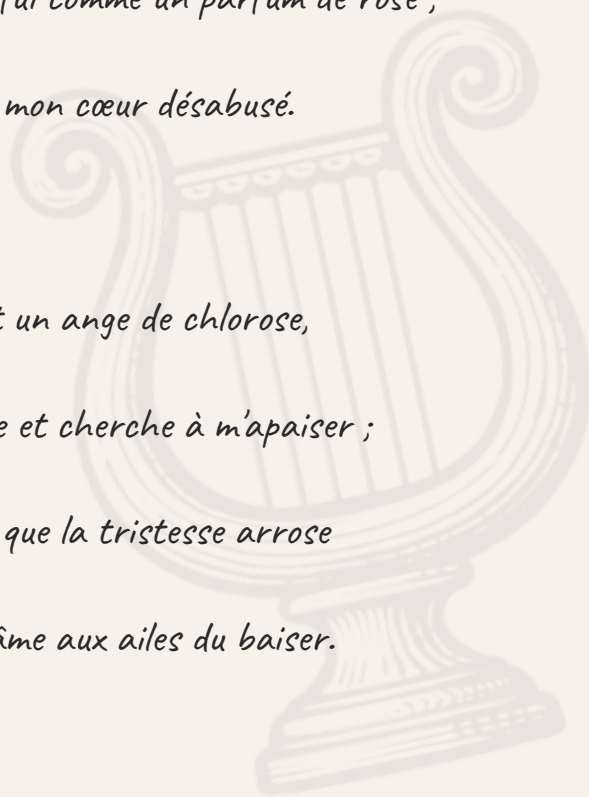 comme un parfum de rose ;
mon cœur désabusé.
un ange de chlorose,
et cherche à m'apaiser ;
que la tristesse arrose
âme aux ailes du baiser.